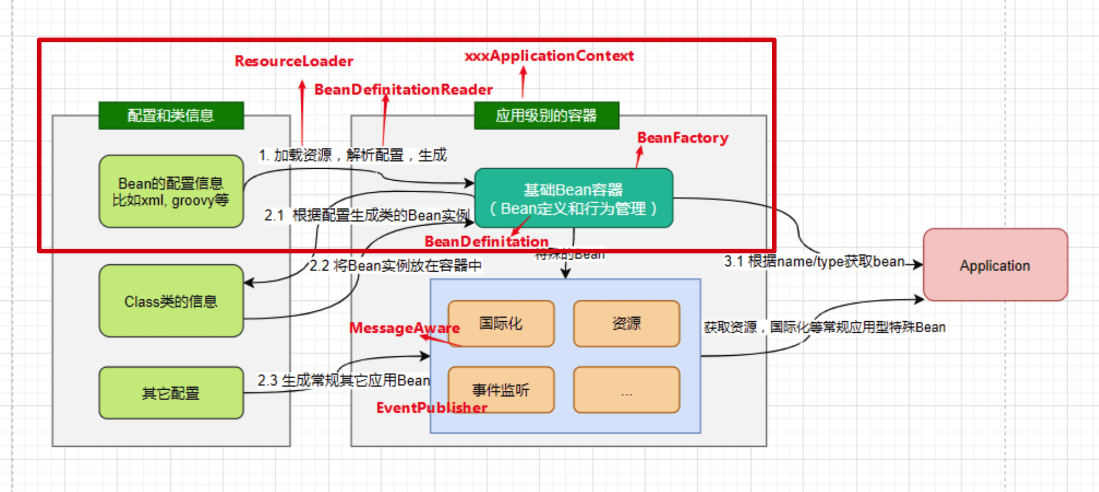 ResourceLoader
xxxApplicationContext
BeanDefinitationReader
配置和类信息
应用级别的容器
BeanFactory
1. 加载资源，解析配置，生成
Bean的配置信息
比如xml, groovy等
基础Bean容器
（Bean定义和行为管理）
2.1 根据配置生成类的Bean实例
BeanDefinitation
特殊的Bean
3.1 根据name/type获取bean
Application
2.2 将Bean实例放在容器中
Class类的信息
国际化
资源
MessageAware
获取资源，国际化等常规应用型特殊Bean
2.3 生成常规其它应用Bean
其它配置
事件监听
...
EventPublisher